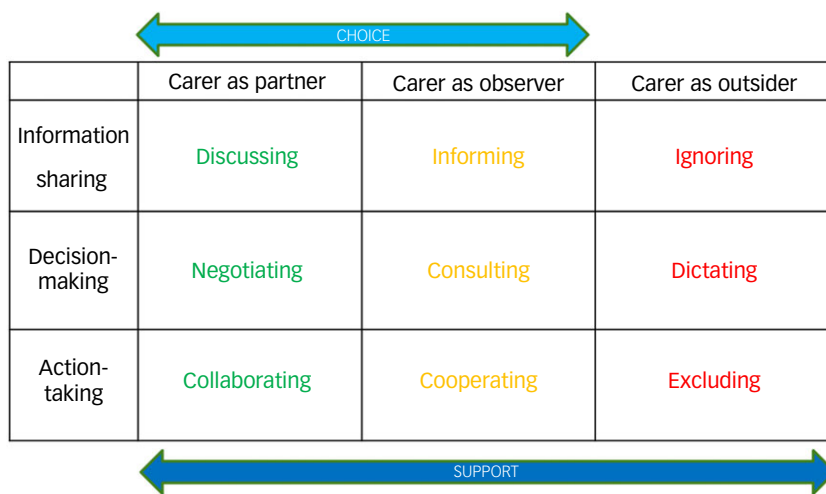 CHOICE
Carer as partner Carer as observer Carer as outsider
Information
sharing
Discussing Informing Ignoring
Decision-
making
Negotiating Consulting Dictating
Action-
taking
Collaborating Cooperating Excluding
SUPPORT